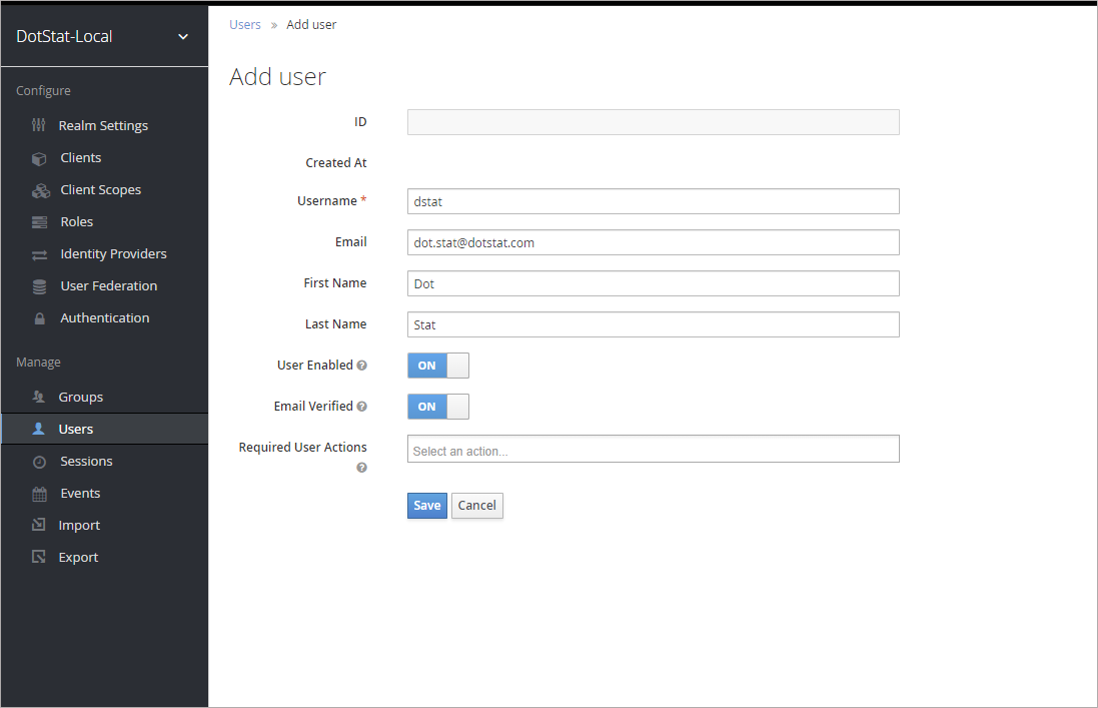 DotStat-Local
Configure
Realm Settings
Clients
Client Scopes
Roles
Identity Providers
User Federation
Authentication
Manage
Groups
Users
Sessions
Events
Import
Export
Users » Add user
Add user
ID
Created At
Username * dstat
Email dot.stat@dotstat.com
First Name Dot
Last Name Stat
User Enabled ? ON
Email Verified ? ON
Required User Actions Select an action...
?
Save Cancel